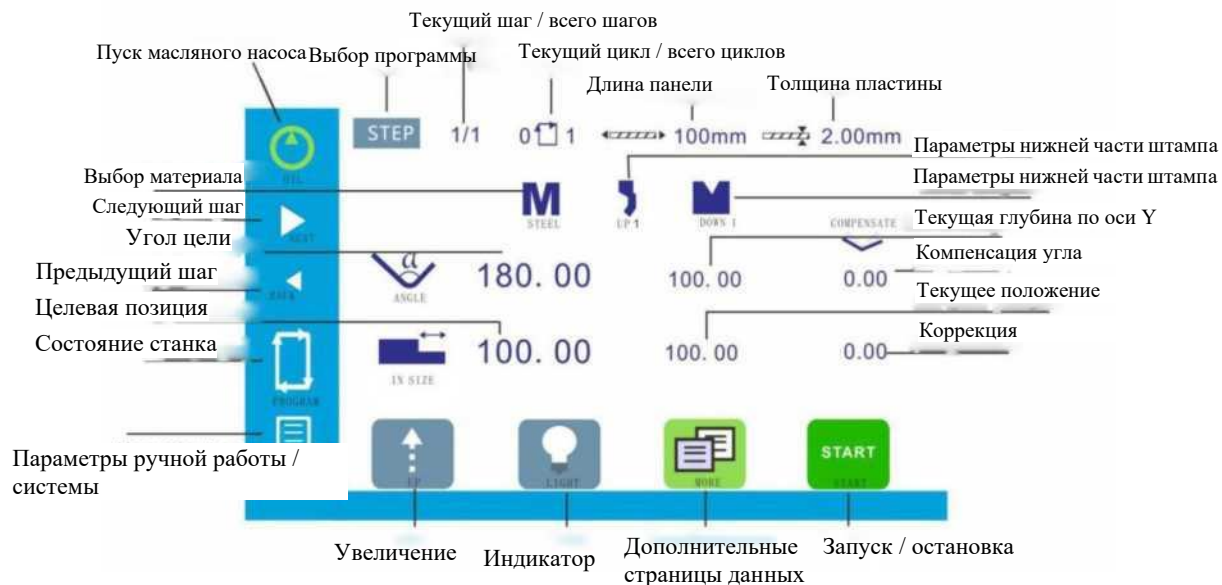 Текущий шаг / всего шагов
Пуск масляного насоса
Выбор программы
Текущий цикл / всего циклов
Длина панели
Толщина пластины
STEP
1/1
0 1
100mm
2.00mm
OIL
Параметры нижней части штампа
Параметры нижней части штампа
Выбор материала
M
STEEL
UP 1
DOWN 1
COMPENSATE
Следующий шаг
NEXT
Текущая глубина по оси Y
Угол цели
Компенсация угла
α
ANGLE
180.00
100.00
0.00
Предыдущий шаг
BACK
Текущее положение
Целевая позиция
Коррекция
Состояние станка
PROGRAM
IN SIZE
100.00
100.00
0.00
Параметры ручной работы /
системы
UP
LIGHT
MORE
START
START
Увеличение
Индикатор
Дополнительные
страницы данных
Запуск / остановка